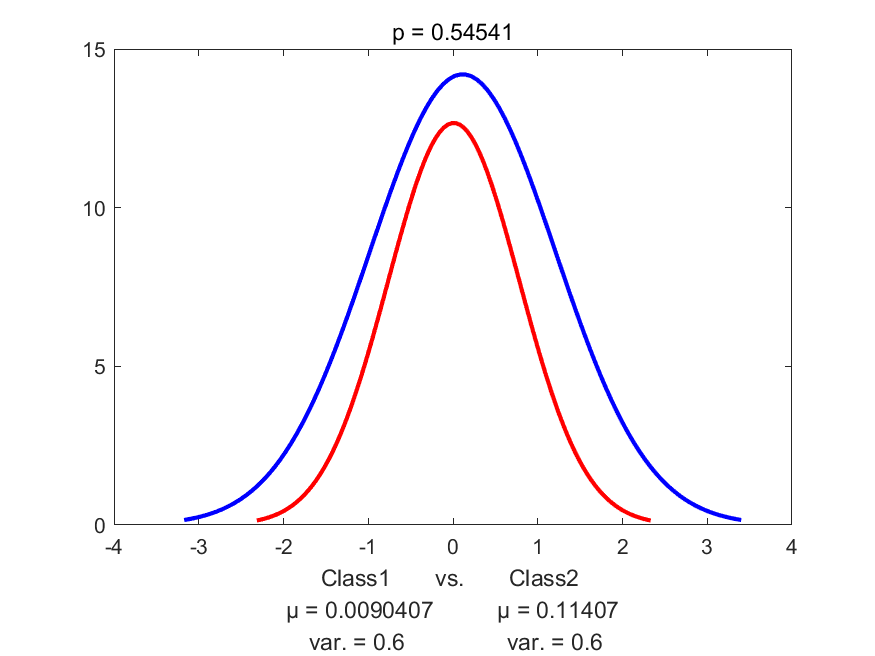 p = 0.54541
15
10
5
0
-4 -3 -2 -1 0 1 2 3 4
Class1 vs. Class2
μ = 0.0090407 μ = 0.11407
var. = 0.6 var. = 0.6